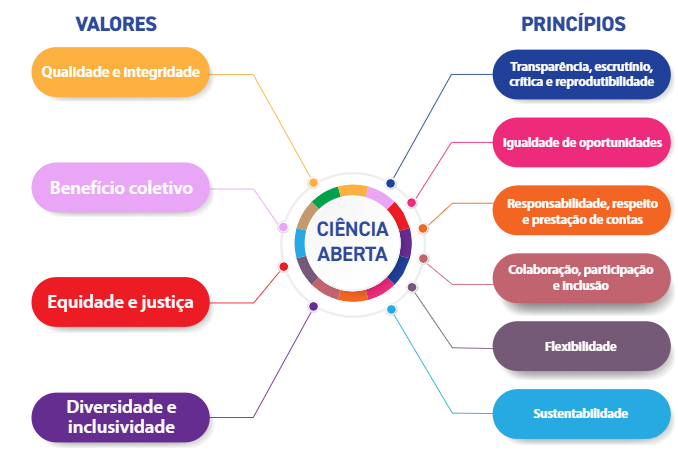 VALORES
Qualidade e integridade
Benefício coletivo
Equidade e justiça
Diversidade e
inclusividade
CIÊNCIA
ABERTA
PRINCÍPIOS
Transparência, escrutínio,
crítica e reprodutibilidade
Igualdade de oportunidades
Responsabilidade, respeito
e prestação de contas
Colaboração, participação
e inclusão
Flexibilidade
Sustentabilidade